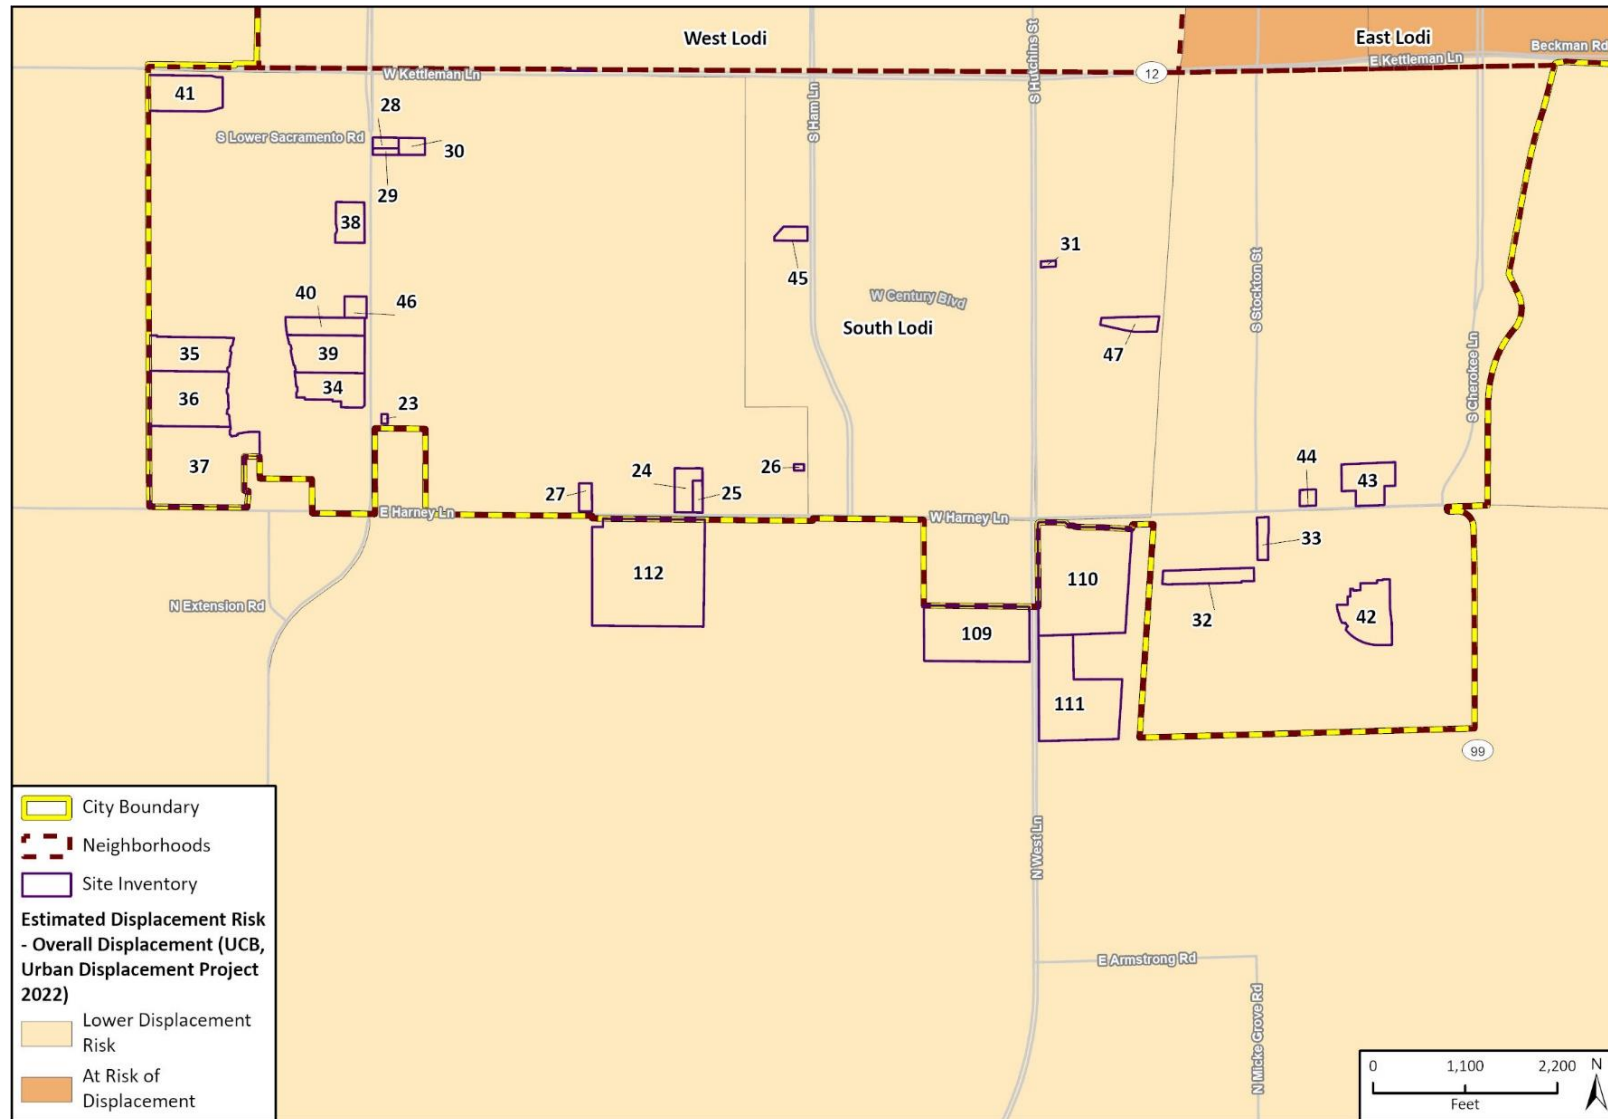 West Lodi
East Lodi
Beckman Rd
E Kettleman Ln
W Kettleman Ln
12
S Hutchins St
41
28
S Lower Sacramento Rd
30
S Ham Ln
29
38
45
31
S Stockton St
40
46
W Century Blvd
South Lodi
47
35
39
36
34
S Cherokee Ln
23
37
27
24
25
26
44
43
E Harney Ln
W Harney Ln
33
112
110
N Extension Rd
32
42
109
111
99
N West Ln
E Armstrong Rd
N Micke Grove Rd
City Boundary
Neighborhoods
Site Inventory
Estimated Displacement Risk
- Overall Displacement (UCB,
Urban Displacement Project
2022)
Lower Displacement
Risk
At Risk of
Displacement
0 1,100 2,200
Feet
N